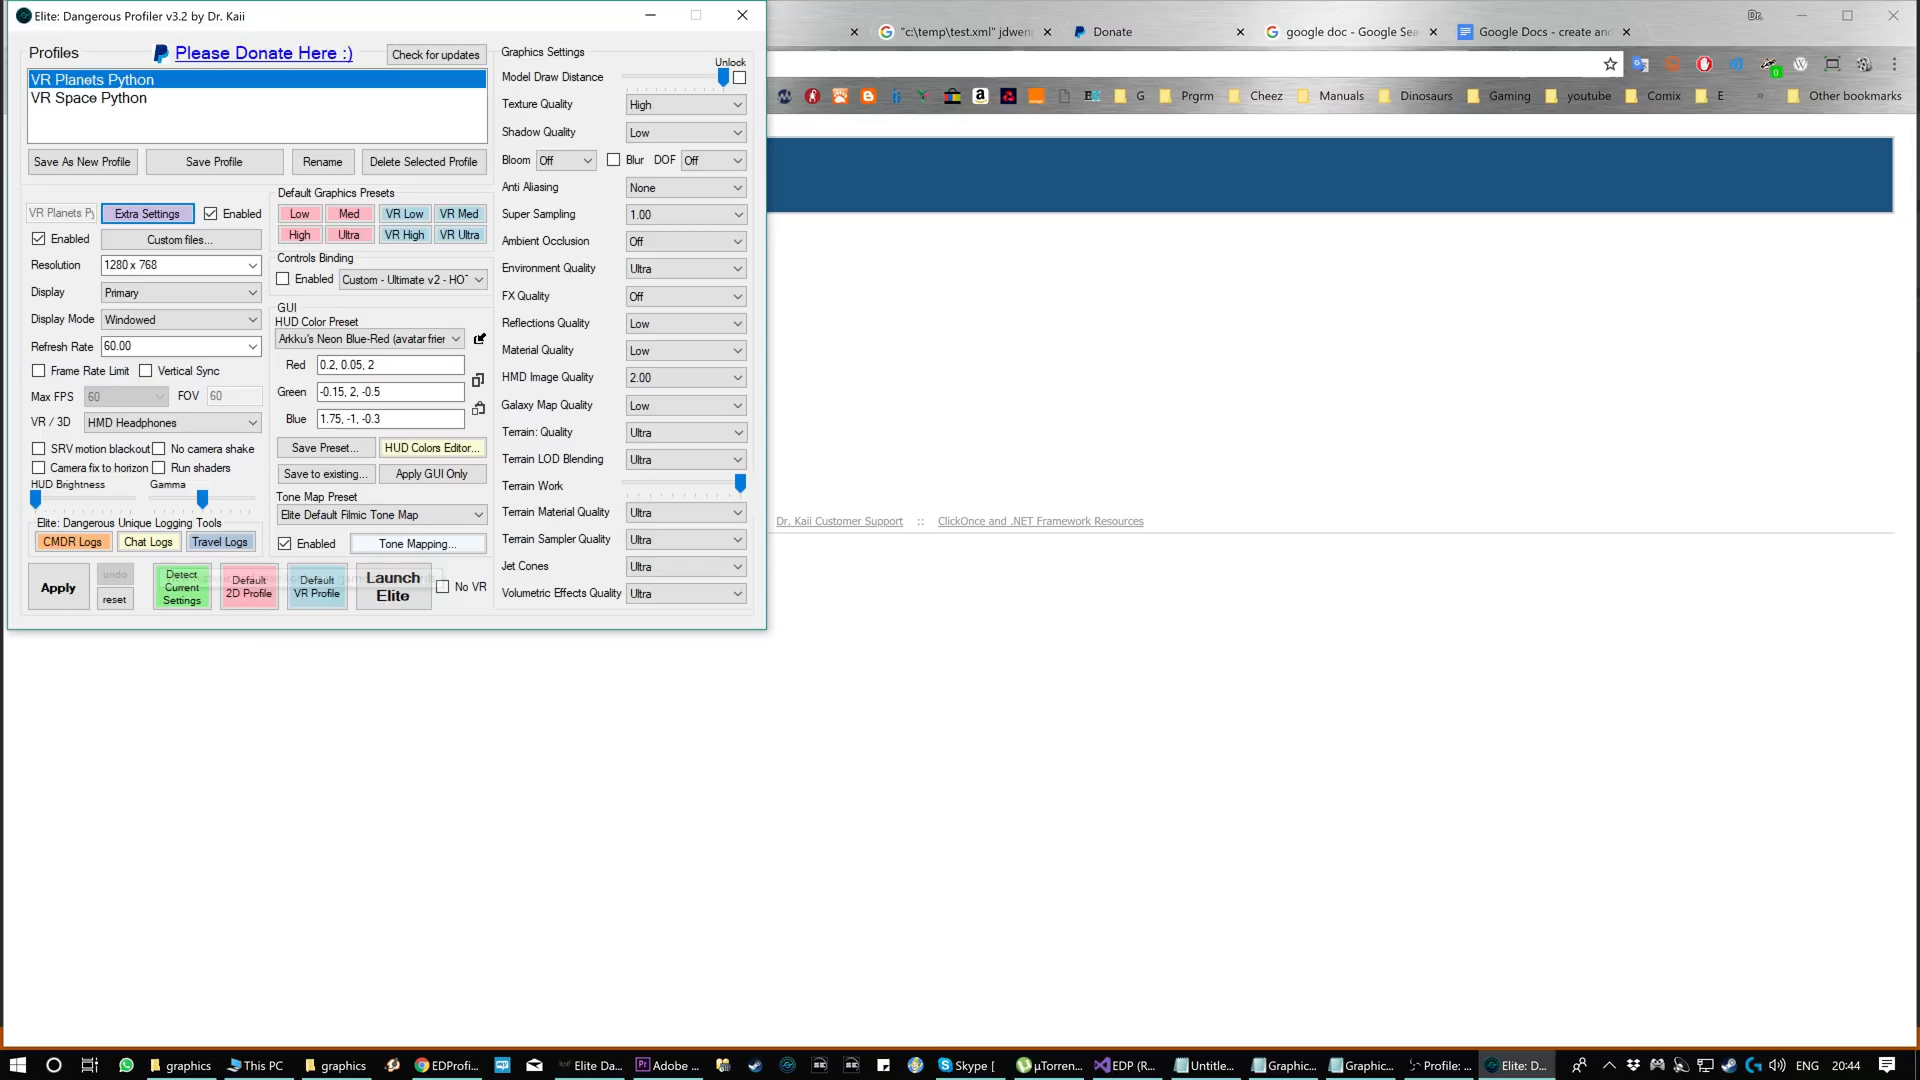 Elite: Dangerous Profiler v3.2 by Dr. Kaii
Dr.
"c:\temp\test.xml" jdwen
Donate
google doc - Google Sea
Google Docs - create and
Profiles
Please Donate Here :)
Check for updates
VR Planets Python
VR Space Python
Save As New Profile
Save Profile
Rename
Delete Selected Profile
VR Planets Py
Extra Settings
Enabled
Enabled
Custom files...
Resolution
1280 x 768
Display
Primary
Display Mode
Windowed
Refresh Rate
60.00
Frame Rate Limit
Vertical Sync
Max FPS
60
FOV
60
VR / 3D
HMD Headphones
SRV motion blackout
No camera shake
Camera fix to horizon
Run shaders
HUD Brightness
Gamma
Elite: Dangerous Unique Logging Tools
CMDR Logs
Chat Logs
Travel Logs
Apply
undo
reset
Detect
Current
Settings
Default
2D Profile
Default
VR Profile
Launch
Elite
No VR
Default Graphics Presets
Low
Med
VR Low
VR Med
High
Ultra
VR High
VR Ultra
Controls Binding
Enabled
Custom - Ultimate v2 - HOT
GUI
HUD Color Preset
Arkku's Neon Blue-Red (avatar frier
Red
0.2, 0.05, 2
Green
-0.15, 2, -0.5
Blue
1.75, -1, -0.3
Save Preset...
HUD Colors Editor...
Save to existing...
Apply GUI Only
Tone Map Preset
Elite Default Filmic Tone Map
Enabled
Tone Mapping...
Graphics Settings
Unlock
Model Draw Distance
Texture Quality
High
Shadow Quality
Low
Bloom
Off
Blur
DOF
Off
Anti Aliasing
None
Super Sampling
1.00
Ambient Occlusion
Off
Environment Quality
Ultra
FX Quality
Off
Reflections Quality
Low
Material Quality
Low
HMD Image Quality
2.00
Galaxy Map Quality
Low
Terrain: Quality
Ultra
Terrain LOD Blending
Ultra
Terrain Work
Terrain Material Quality
Ultra
Terrain Sampler Quality
Ultra
Jet Cones
Ultra
Volumetric Effects Quality
Ultra
G
Prgrm
Cheez
Manuals
Dinosaurs
Gaming
youtube
Comix
E
»
Other bookmarks
Dr. Kaii Customer Support :: ClickOnce and .NET Framework Resources
graphics
This PC
graphics
EDProfi...
Elite Da...
Adobe ...
Skype [
µTorren...
EDP (R...
Untitle...
Graphic...
Graphic...
Profile: ...
Elite: D...
ENG
20:44